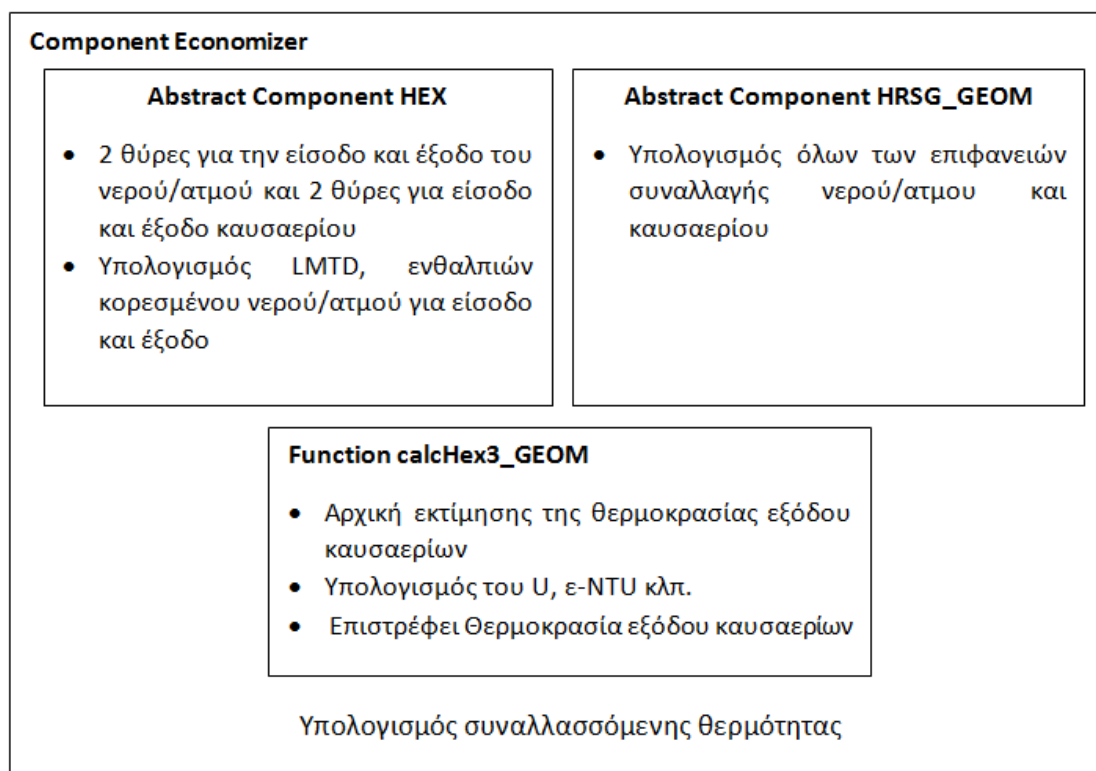 Component Economizer
Abstract Component HEX
• 2 θύρες για την είσοδο και έξοδο του
νερού/ατμού και 2 θύρες για είσοδο
και έξοδο καυσαερίου
• Υπολογισμός LMTD, ενθαλπιών
κορεσμένου νερού/ατμού για είσοδο
και έξοδο
Abstract Component HRSG_GEOM
• Υπολογισμός όλων των επιφανειών
συναλλαγής νερού/ατμου και
καυσαερίου
Function calcHex3_GEOM
• Αρχική εκτίμησης της θερμοκρασίας εξόδου
καυσαερίων
• Υπολογισμός του U, ε-NTU κλπ.
• Επιστρέφει Θερμοκρασία εξόδου καυσαερίων
Υπολογισμός συναλλασσόμενης θερμότητας